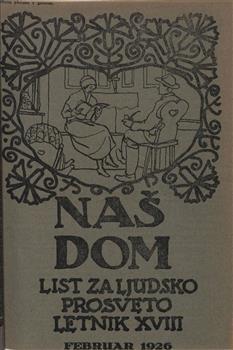 NAŠ
DOM
LIST ZA LJUDSKO
PROSVETO
LETNIK XVIII
FEBRUAR 1926